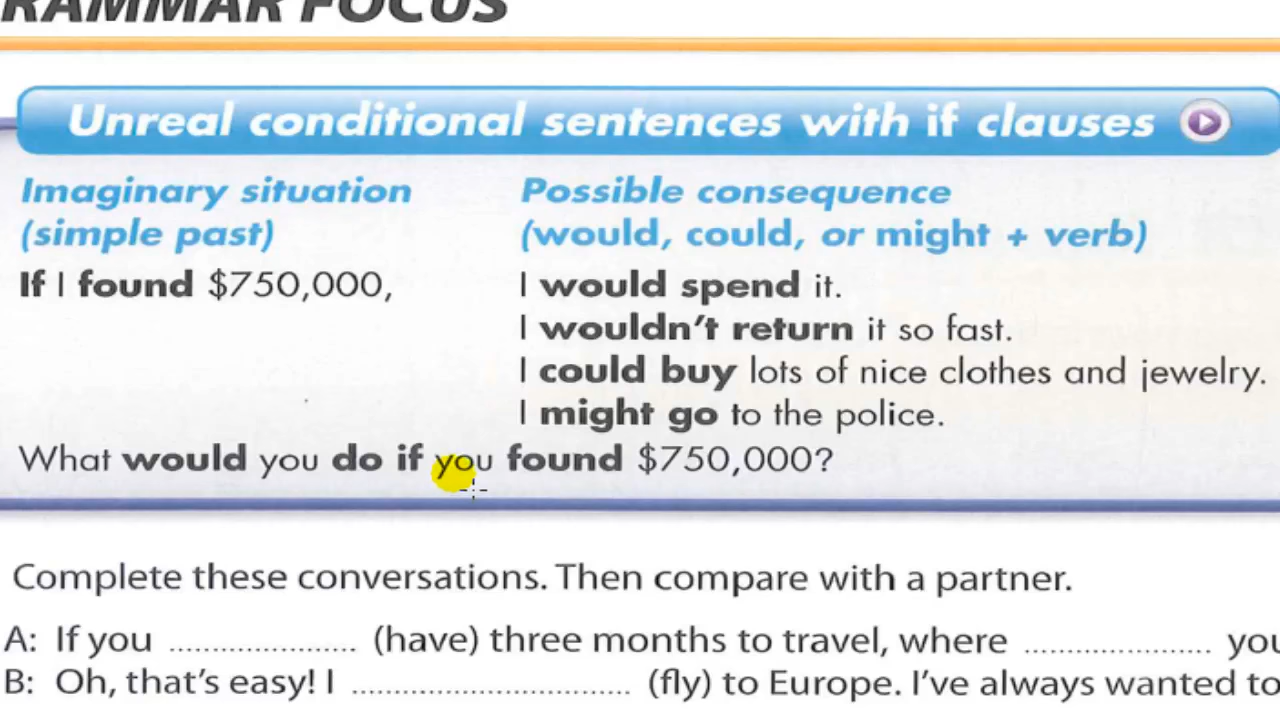 GRAMMAR FOCUS
Unreal conditional sentences with if clauses
Imaginary situation
(simple past)
Possible consequence
(would, could, or might + verb)
If I found $750,000,
I would spend it.
I wouldn't return it so fast.
I could buy lots of nice clothes and jewelry.
I might go to the police.
What would you do if you found $750,000?
Complete these conversations. Then compare with a partner.
A: If you .................... (have) three months to travel, where .................... you
B: Oh, that's easy! I .............................. (fly) to Europe. I've always wanted to